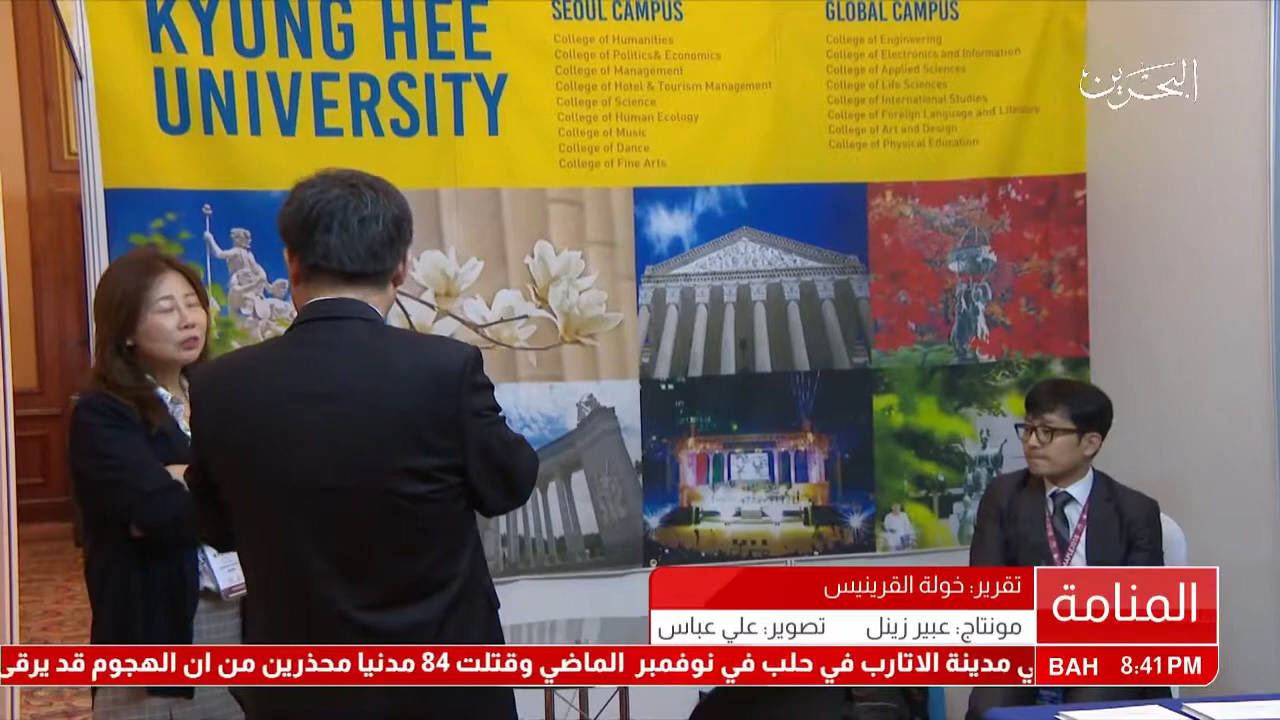 KYUNG HEE
UNIVERSITY
SEOUL CAMPUS
College of Humanities
College of Politics& Economics
College of Management
College of Hotel & Tourism Management
College of Science
College of Human Ecology
College of Music
College of Dance
College of Fine Arts
GLOBAL CAMPUS
College of Engineering
College of Electronics and Information
College of Applied Sciences
College of Life Sciences
College of International Studies
College of Foreign Language and Literature
College of Art and Design
College of Physical Education
البحرين
تقرير: خولة القرينيس
المنامة
مونتاج: عبير زينل تصوير: علي عباس
BAH 8:41PM
ي مدينة الاتارب في حلب في نوفمبر الماضي وقتلت 84 مدنيا محذرين من ان الهجوم قد يرقى